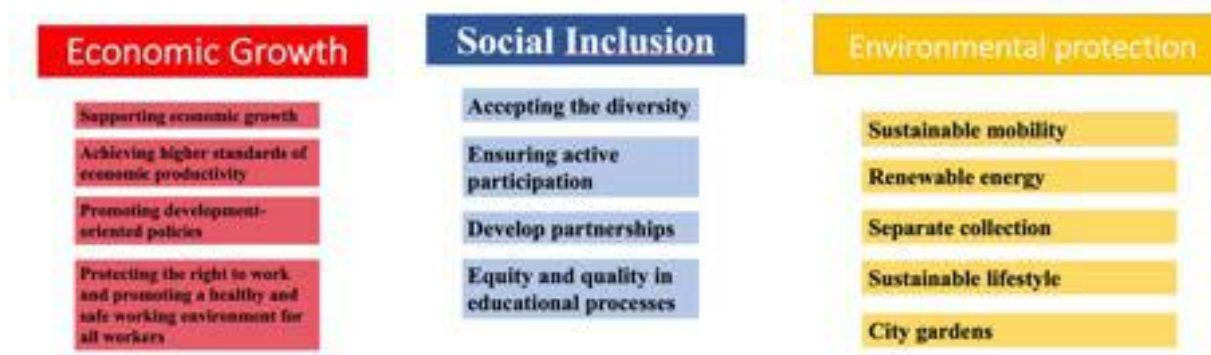 Economic Growth
Supporting economic growth
Achieving higher standards of
economic productivity
Promoting development-
oriented policies
Protecting the right to work
and promoting a healthy and
safe working environment for
all workers
Social Inclusion
Accepting the diversity
Ensuring active
participation
Develop partnerships
Equity and quality in
educational processes
Environmental protection
Sustainable mobility
Renewable energy
Separate collection
Sustainable lifestyle
City gardens